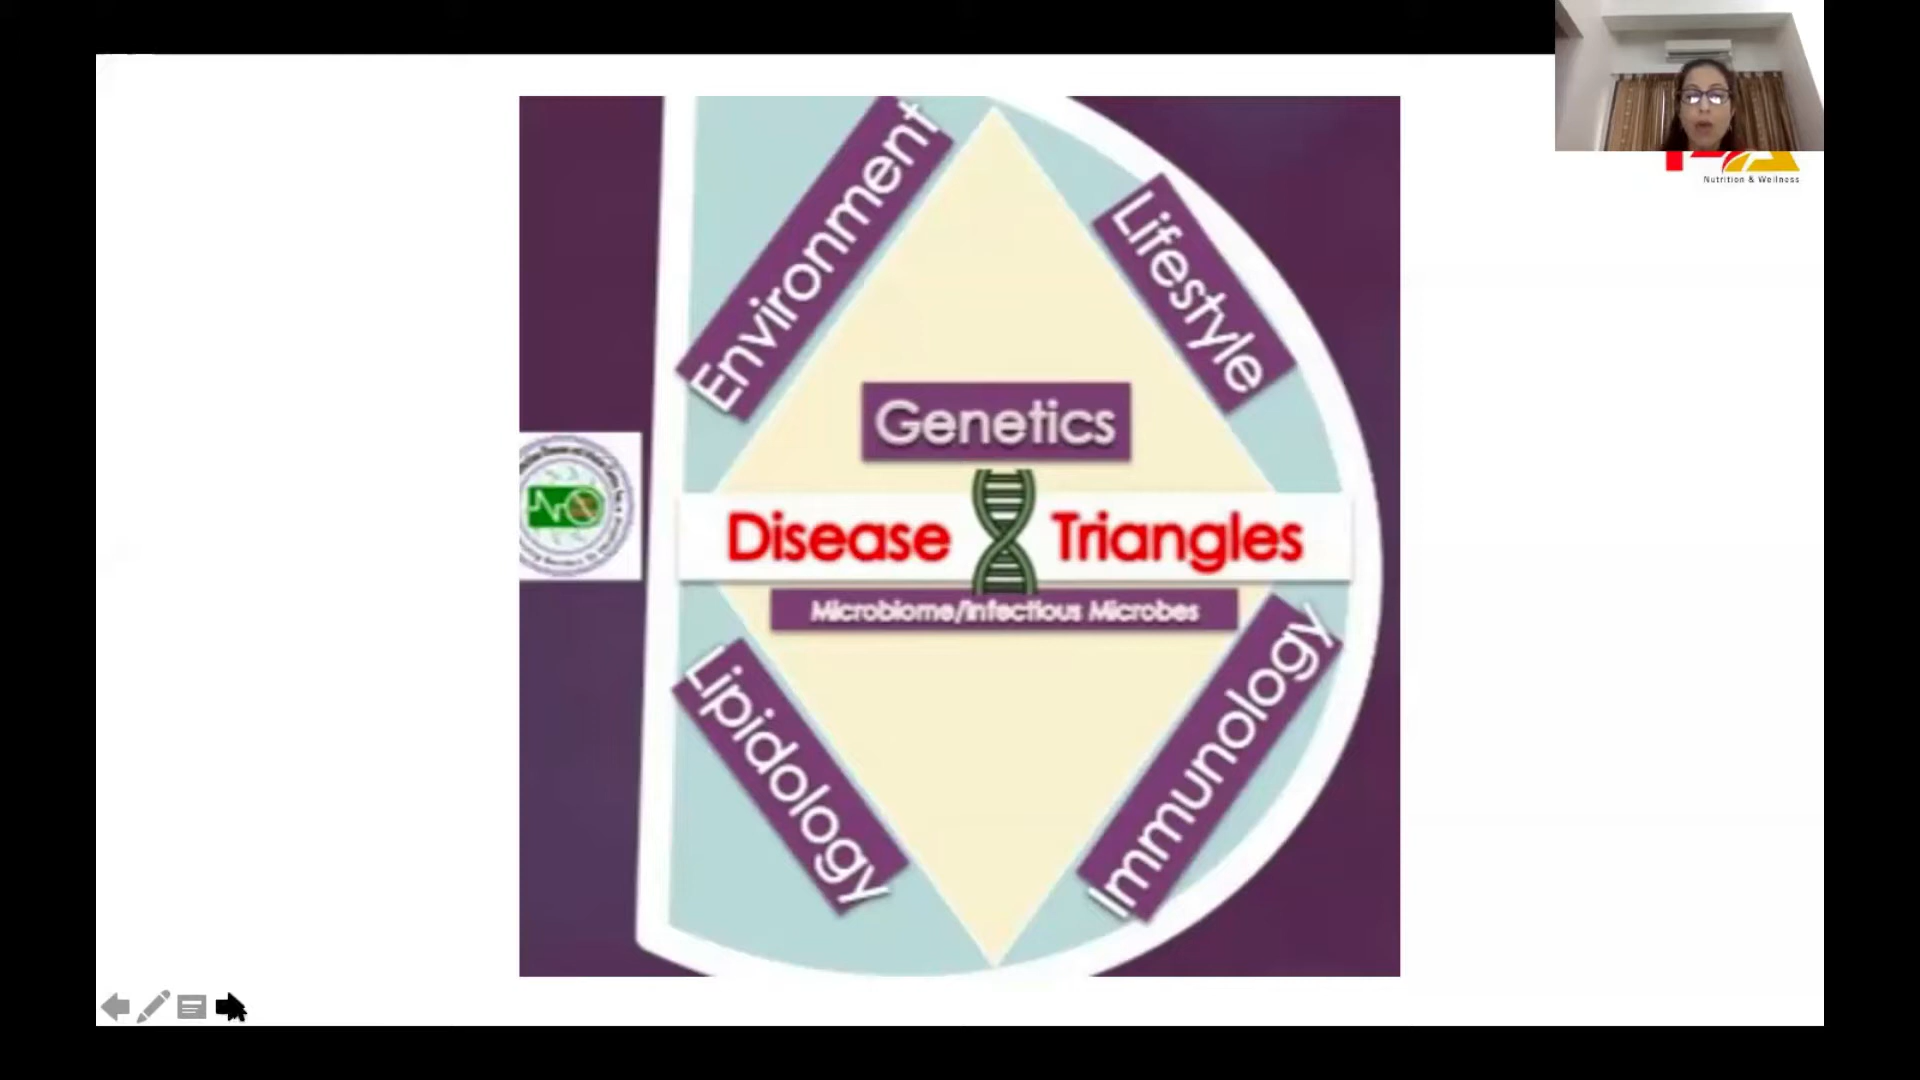 Nutrition & Wellness
Environment
Lifestyle
Genetics
Disease Triangles
Microbiome/Infectious Microbes
Lipidology
Immunology